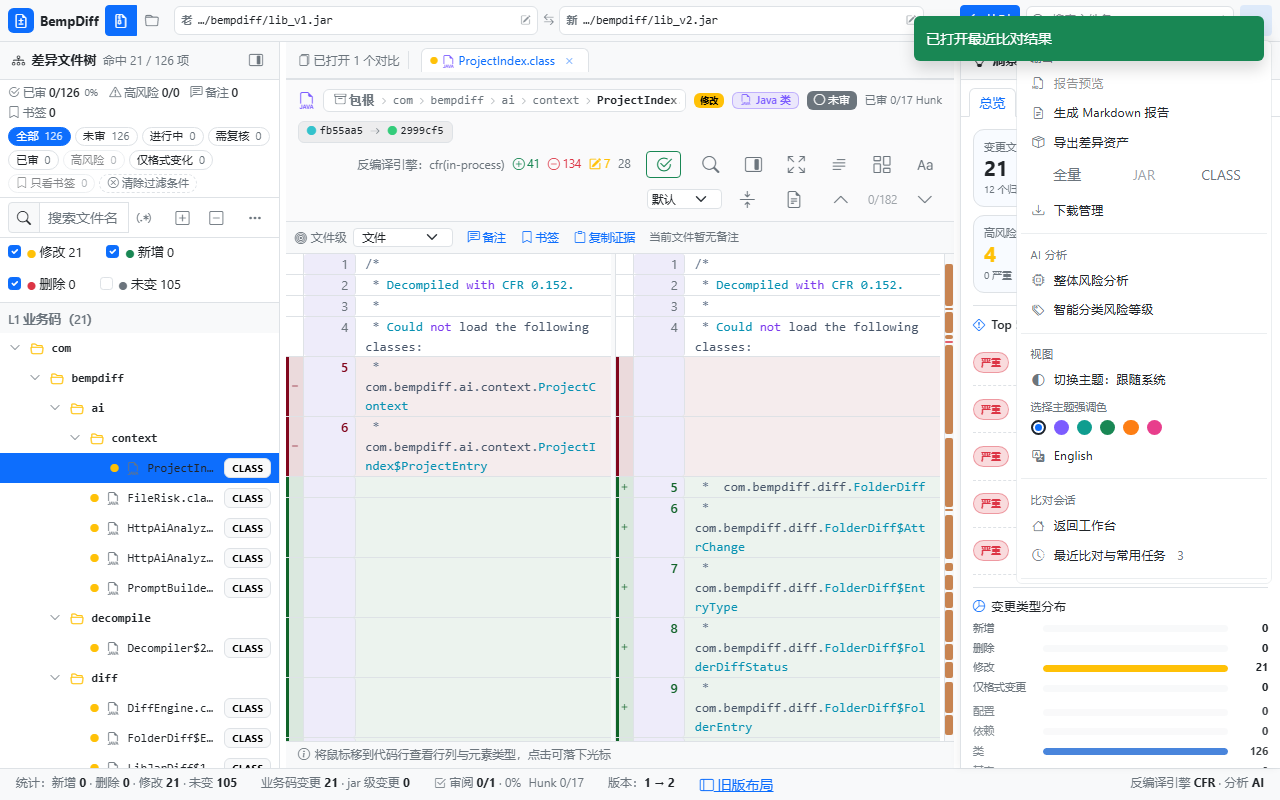 BempDiff
老 …/bempdiff/lib_v1.jar
新 …/bempDiff/lib_v2.jar
已打开最近比对结果
差异文件树 命中 21 / 126 项
已审 0/126 0% 高风险 0/0 备注 0
书签 0
全部 126 未审 126 进行中 0 需复核 0
已审 0 高风险 0 仅格式变化 0
只看书签 0 清除过滤条件
搜索文件名 (.*)
修改 21 新增 0
删除 0 未变 105
L1 业务码 (21)
com
bempdiff
ai
context
ProjectIn… CLASS
FileRisk.cla… CLASS
HttpAiAnalyz… CLASS
HttpAiAnalyz… CLASS
PromptBuilde… CLASS
decompile
Decompiler$2… CLASS
diff
DiffEngine.c… CLASS
FolderDiff$E… CLASS
已打开 1 个对比 ProjectIndex.class ×
JAVA 包根 › com › bempdiff › ai › context › ProjectIndex 修改 Java 类 未审 已审 0/17 Hunk
fb55aa5 → 2999cf5
反编译引擎: cfr(in-process) 41 134 7 28 Aa
默认 0/182
文件级 文件 备注 书签 复制证据 当前文件暂无备注
1 /* 1 /*
2 * Decompiled with CFR 0.152. 2 * Decompiled with CFR 0.152.
3 * 3 *
4 * Could not load the following 4 * Could not load the following
classes: classes:
5 *
com.bempdiff.ai.context.ProjectC
ontext
6 *
com.bempdiff.ai.context.ProjectI
ndex$ProjectEntry
5 * com.bempdiff.diff.FolderDiff
6 *
com.bempdiff.diff.FolderDiff$Att
rChange
7 *
com.bempdiff.diff.FolderDiff$Ent
ryType
8 *
com.bempdiff.diff.FolderDiff$Fol
derDiffStatus
9 *
com.bempdiff.diff.FolderDiff$Fol
derEntry
将鼠标移到代码行查看行列与元素类型，点击可落下光标
总览
变更文
21
12 个归
高风险
4
0 严重
Top
严重
严重
严重
严重
严重
报告预览
生成 Markdown 报告
导出差异资产
全量 JAR CLASS
下载管理
AI 分析
整体风险分析
智能分类风险等级
视图
切换主题：跟随系统
选择主题强调色
English
比对会话
返回工作台
最近比对与常用任务 3
变更类型分布
新增 0
删除 0
修改 21
仅格式变更 0
配置 0
依赖 0
类 126
统计: 新增 0 · 删除 0 · 修改 21 · 未变 105 业务码变更 21 · jar 级变更 0 审阅 0/1 · 0% Hunk 0/17 版本: 1 → 2 旧版布局 反编译引擎 CFR · 分析 AI